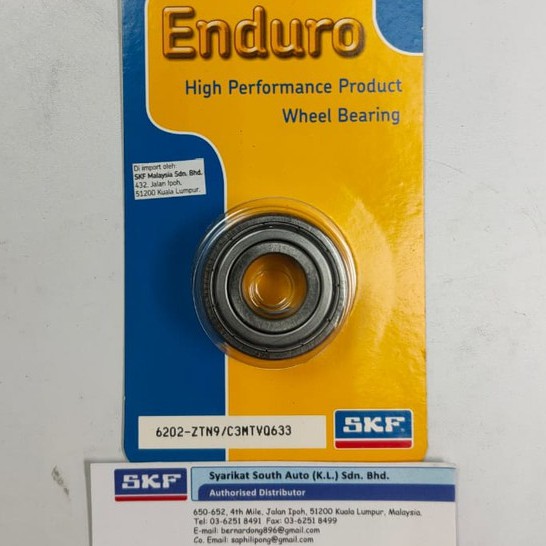 Enduro
High Performance Product
Wheel Bearing
Di import oleh
SKF Malaysia Sdn. Bhd.
432, Jalan Ipoh,
51200 Kuala Lumpur.
6202-ZTN9/C3MTVQ633
SKF
SKF
Syarikat South Auto (K.L.) Sdn. Bhd.
Authorised Distributor
650-652, 4th Mile, Jalan Ipoh, 51200 Kuala Lumpur, Malaysia.
Tel: 03-6251 8491 Fax: 03-6251 8499
E-mail: bernardong896@gmail.com
Co. Email: saphilipong@gmail.com